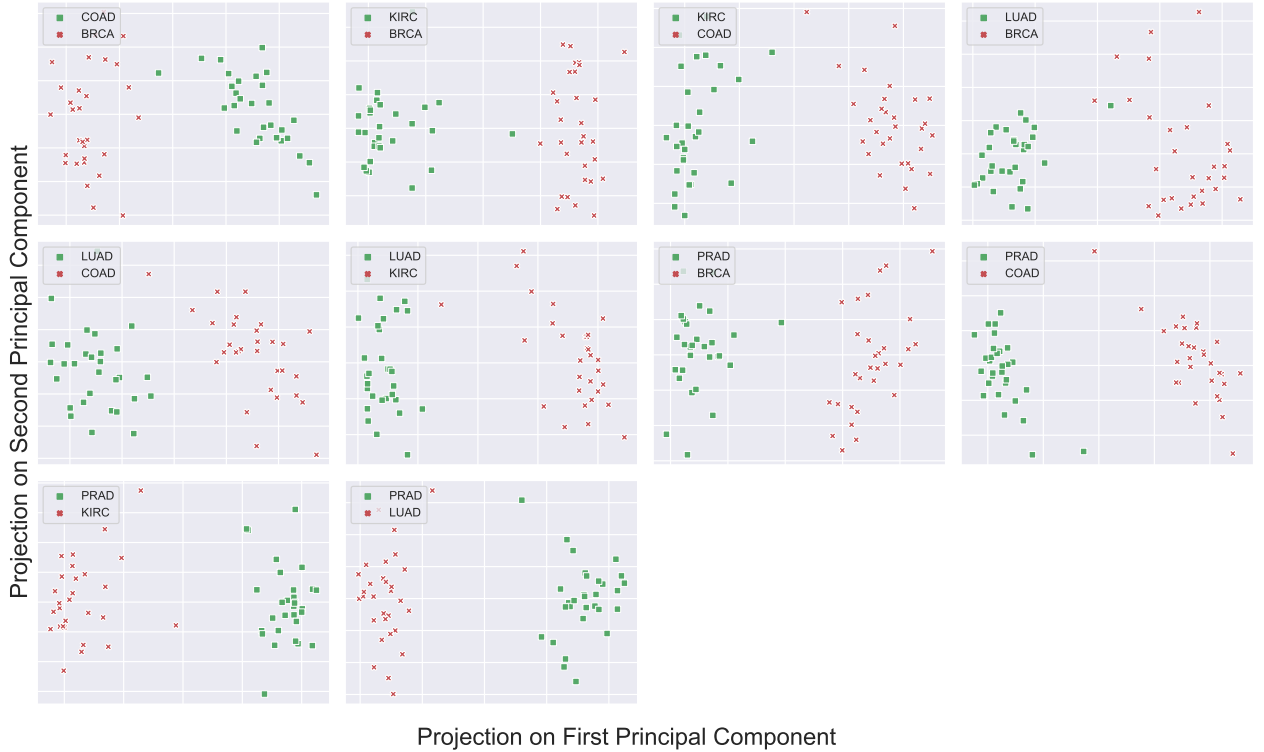 COAD
BRCA
KIRC
BRCA
KIRC
COAD
LUAD
BRCA
LUAD
COAD
LUAD
KIRC
PRAD
BRCA
PRAD
COAD
PRAD
KIRC
PRAD
LUAD
Projection on Second Principal Component
Projection on First Principal Component